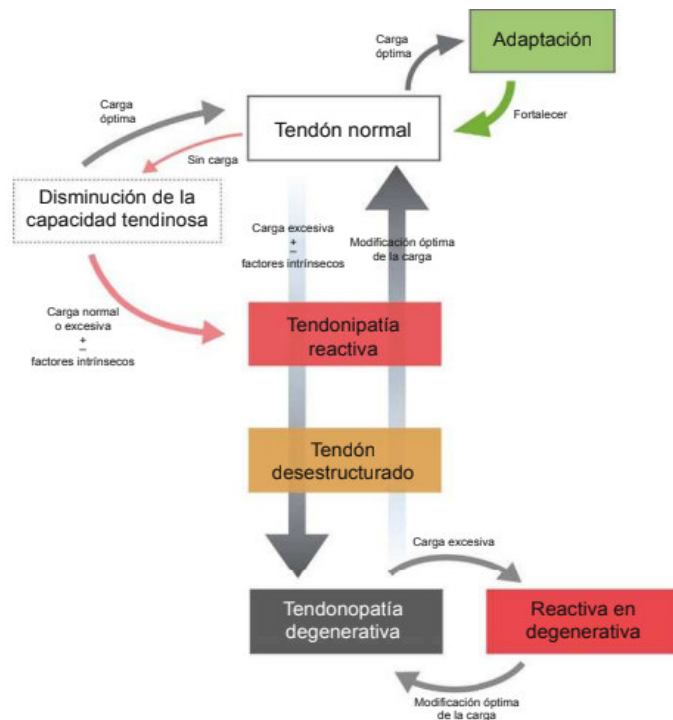 Carga
óptima
Adaptación
Fortalecer
Carga
óptima
Tendón normal
Sin carga
Disminución de la
capacidad tendinosa
Carga excesiva
±
factores intrínsecos
Modificación óptima
de la carga
Carga normal
o excesiva
±
factores intrínsecos
Tendonipatía
reactiva
Tendón
desestructurado
Carga excesiva
Tendonopatía
degenerativa
Reactiva en
degenerativa
Modificación óptima
de la carga